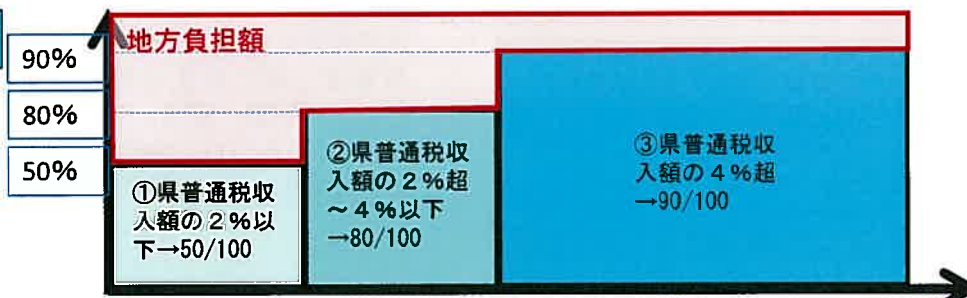 地方負担額
90%
80%
50%
①県普通税収
入額の２%以
下→50/100
②県普通税収
入額の２%超
～４%以下
→80/100
③県普通税収
入額の４%超
→90/100